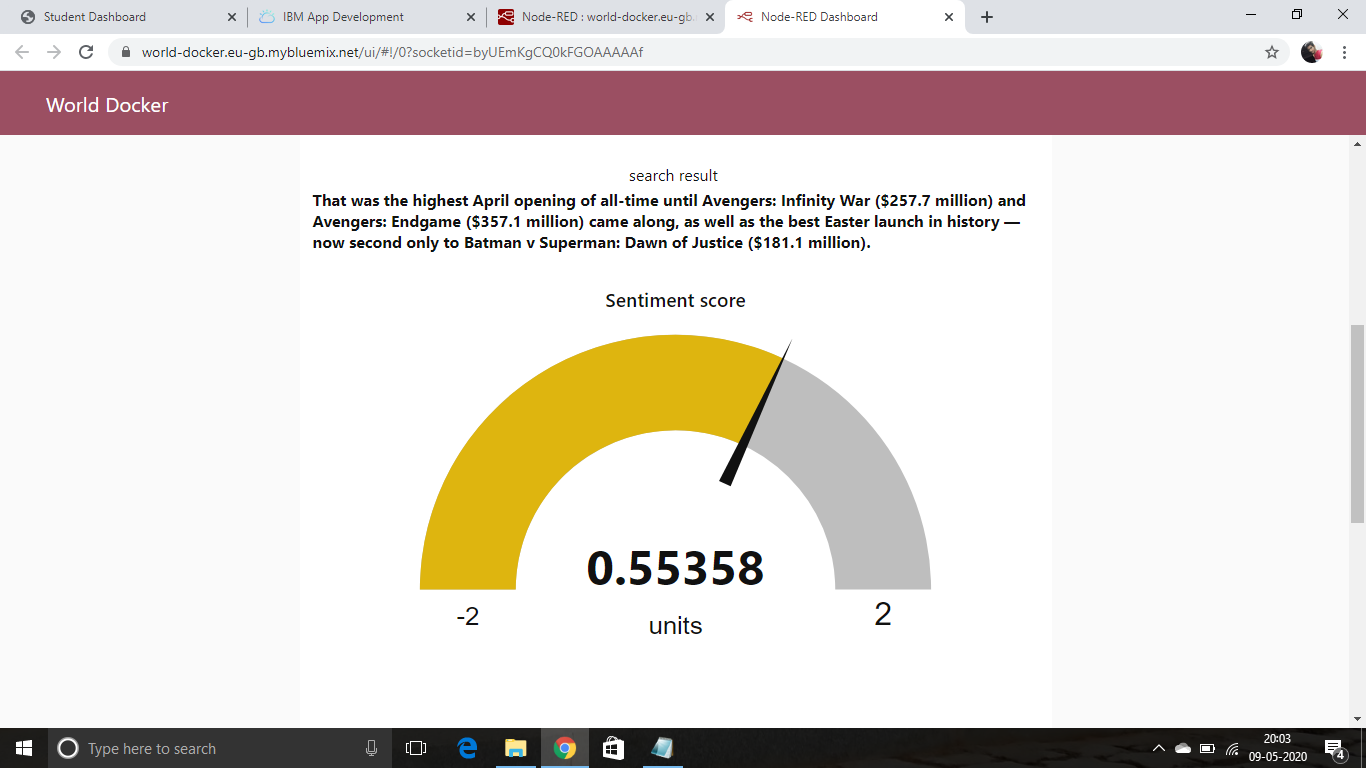 Student Dashboard
IBM App Development
Node-RED : world-docker.eu-gb.
Node-RED Dashboard
world-docker.eu-gb.mybluemix.net/ui/#!/0?socketid=byUEmKgCQ0kFGOAAAAAf
World Docker
search result
That was the highest April opening of all-time until Avengers: Infinity War ($257.7 million) and
Avengers: Endgame ($357.1 million) came along, as well as the best Easter launch in history —
now second only to Batman v Superman: Dawn of Justice ($181.1 million).
Sentiment score
0.55358
-2
2
units
Type here to search
20:03
09-05-2020
4